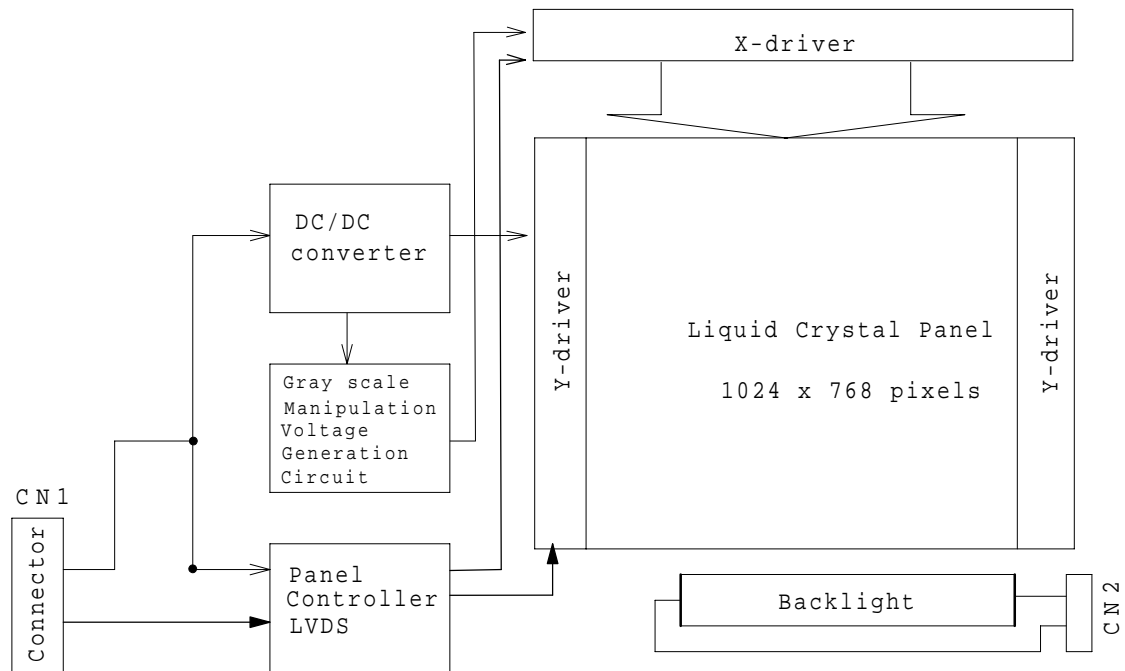 X-driver
DC/DC
converter
Y-driver
Liquid Crystal Panel
1024 x 768 pixels
Y-driver
Gray scale
Manipulation
Voltage
Generation
Circuit
CN1
Connector
Panel
Controller
LVDS
Backlight
CN2